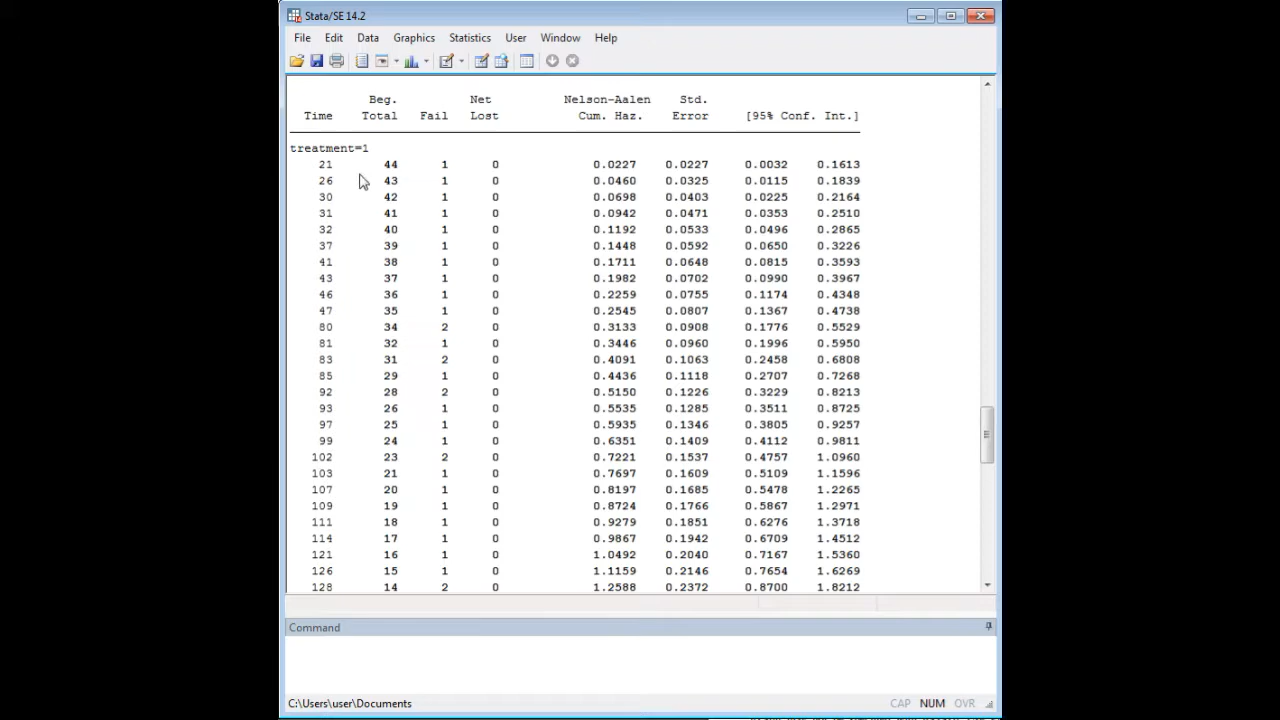 Stata/SE 14.2
File Edit Data Graphics Statistics User Window Help
Beg. Net Nelson-Aalen Std.
Time Total Fail Lost Cum. Haz. Error [95% Conf. Int.]
treatment=1
21 44 1 0 0.0227 0.0227 0.0032 0.1613
26 43 1 0 0.0460 0.0325 0.0115 0.1839
30 42 1 0 0.0698 0.0403 0.0225 0.2164
31 41 1 0 0.0942 0.0471 0.0353 0.2510
32 40 1 0 0.1192 0.0533 0.0496 0.2865
37 39 1 0 0.1448 0.0592 0.0650 0.3226
41 38 1 0 0.1711 0.0648 0.0815 0.3593
43 37 1 0 0.1982 0.0702 0.0990 0.3967
46 36 1 0 0.2259 0.0755 0.1174 0.4348
47 35 1 0 0.2545 0.0807 0.1367 0.4738
80 34 2 0 0.3133 0.0908 0.1776 0.5529
81 32 1 0 0.3446 0.0960 0.1996 0.5950
83 31 2 0 0.4091 0.1063 0.2458 0.6808
85 29 1 0 0.4436 0.1118 0.2707 0.7268
92 28 2 0 0.5150 0.1226 0.3229 0.8213
93 26 1 0 0.5535 0.1285 0.3511 0.8725
97 25 1 0 0.5935 0.1346 0.3805 0.9257
99 24 1 0 0.6351 0.1409 0.4112 0.9811
102 23 2 0 0.7221 0.1537 0.4757 1.0960
103 21 1 0 0.7697 0.1609 0.5109 1.1596
107 20 1 0 0.8197 0.1685 0.5478 1.2265
109 19 1 0 0.8724 0.1766 0.5867 1.2971
111 18 1 0 0.9279 0.1851 0.6276 1.3718
114 17 1 0 0.9867 0.1942 0.6709 1.4512
121 16 1 0 1.0492 0.2040 0.7167 1.5360
126 15 1 0 1.1159 0.2146 0.7654 1.6269
128 14 2 0 1.2588 0.2372 0.8700 1.8212
Command
C:\Users\user\Documents CAP NUM OVR